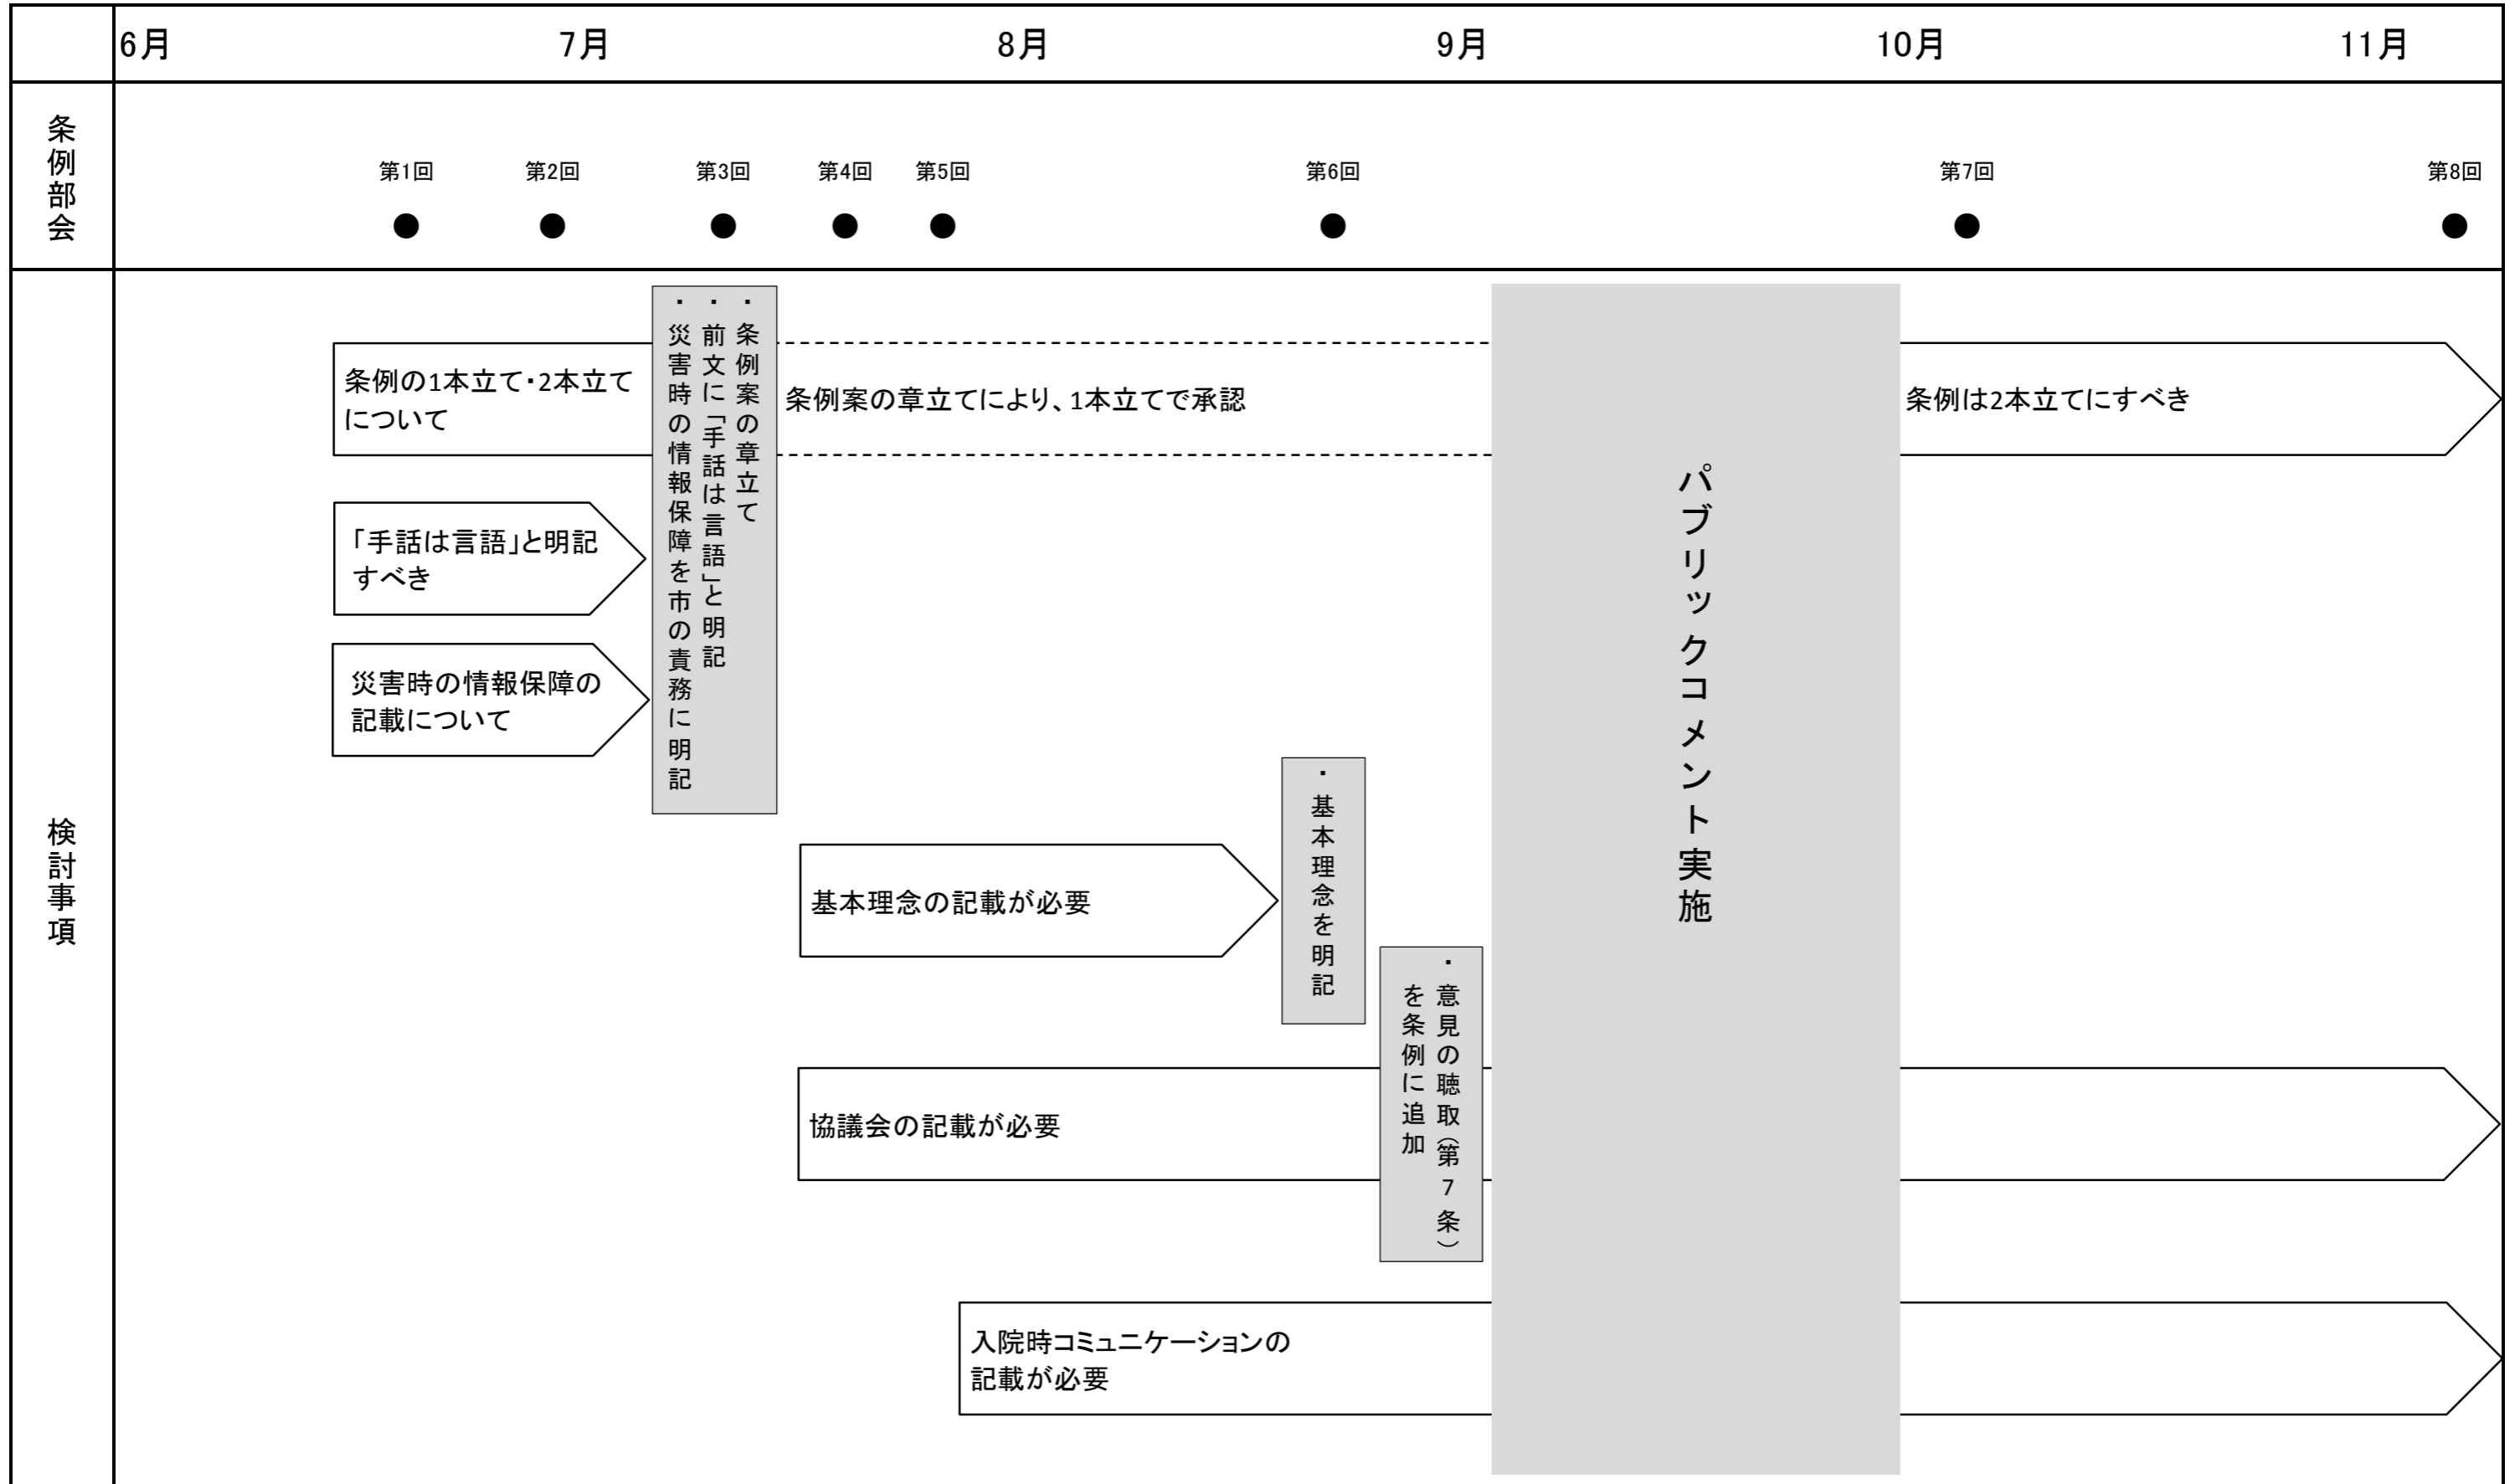 6月 7月 8月 9月 10月 11月
条例部会
第1回 第2回 第3回 第4回 第5回 第6回 第7回 第8回
検討事項
条例の1本立て・2本立て
について
・条例案の章立て
・前文に「手話は言語」と明記
・災害時の情報保障を市の責務に明記
条例案の章立てにより、1本立てで承認
パブリックコメント実施
条例は2本立てにすべき
「手話は言語」と明記
すべき
災害時の情報保障の
記載について
基本理念の記載が必要
・基本理念を明記
協議会の記載が必要
・意見の聴取(第7条)
を条例に追加
入院時コミュニケーションの
記載が必要